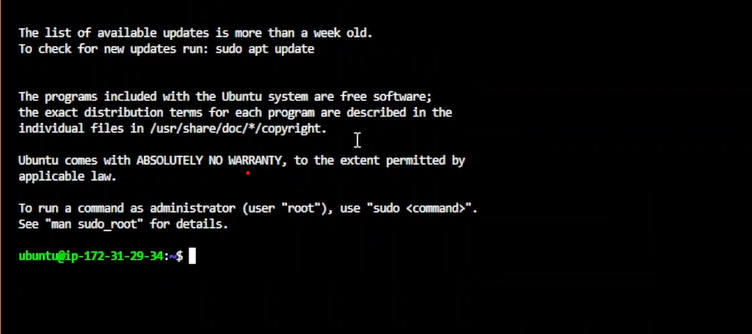 The list of available updates is more than a week old.
To check for new updates run: sudo apt update
The programs included with the Ubuntu system are free software;
the exact distribution terms for each program are described in the
individual files in /usr/share/doc/*/copyright.
Ubuntu comes with ABSOLUTELY NO WARRANTY, to the extent permitted by
applicable law.
To run a command as administrator (user "root"), use "sudo <command>".
See "man sudo_root" for details.
ubuntu@ip-172-31-29-34:~$